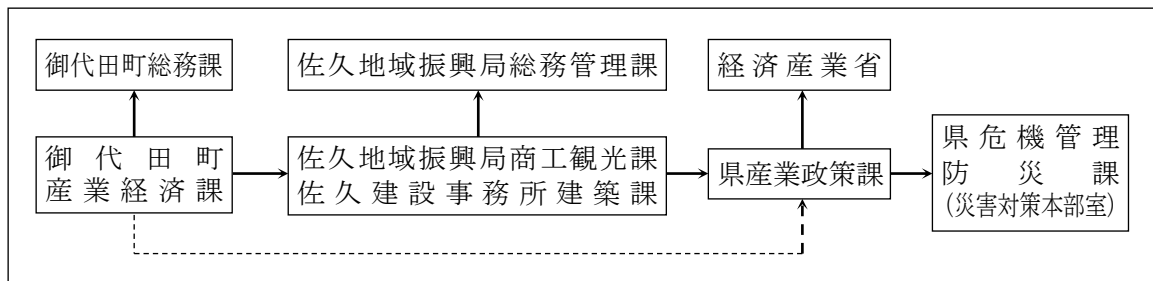 御代田町総務課
佐久地域振興局総務管理課
経済産業省
御代田町
産業経済課
佐久地域振興局商工観光課
佐久建設事務所建築課
県産業政策課
県危機管理
防災課
(災害対策本部室)